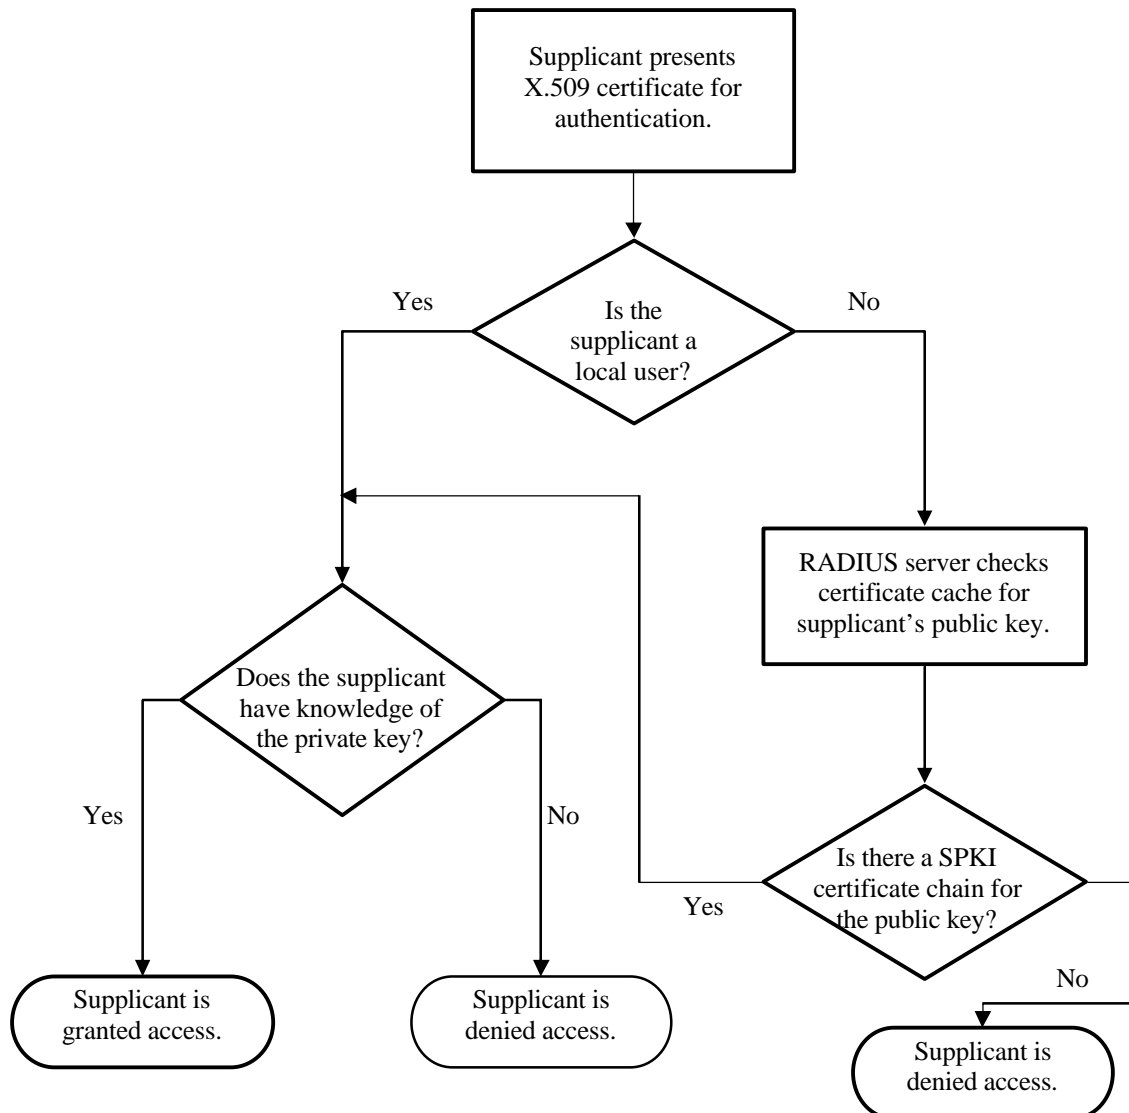 Supplicant presents
X.509 certificate for
authentication.
Yes
No
Is the
supplicant a
local user?
RADIUS server checks
certificate cache for
supplicant’s public key.
Does the supplicant
have knowledge of
the private key?
Yes
No
Is there a SPKI
certificate chain for
the public key?
Yes
No
Supplicant is
granted access.
Supplicant is
denied access.
Supplicant is
denied access.